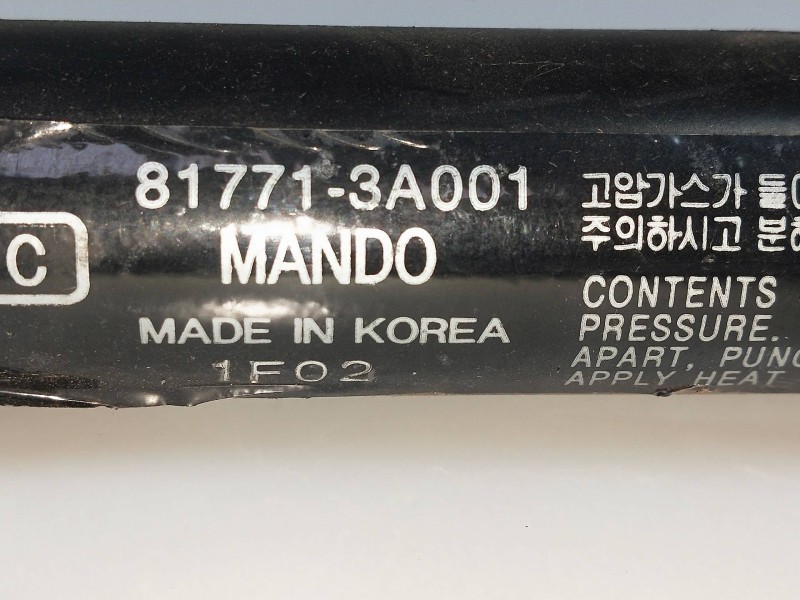 81771-3A001
MANDO
C
MADE IN KOREA
1F02
고압가스가
주의하시고
CONTENTS
PRESSURE.
APART,
APPLY HEAT